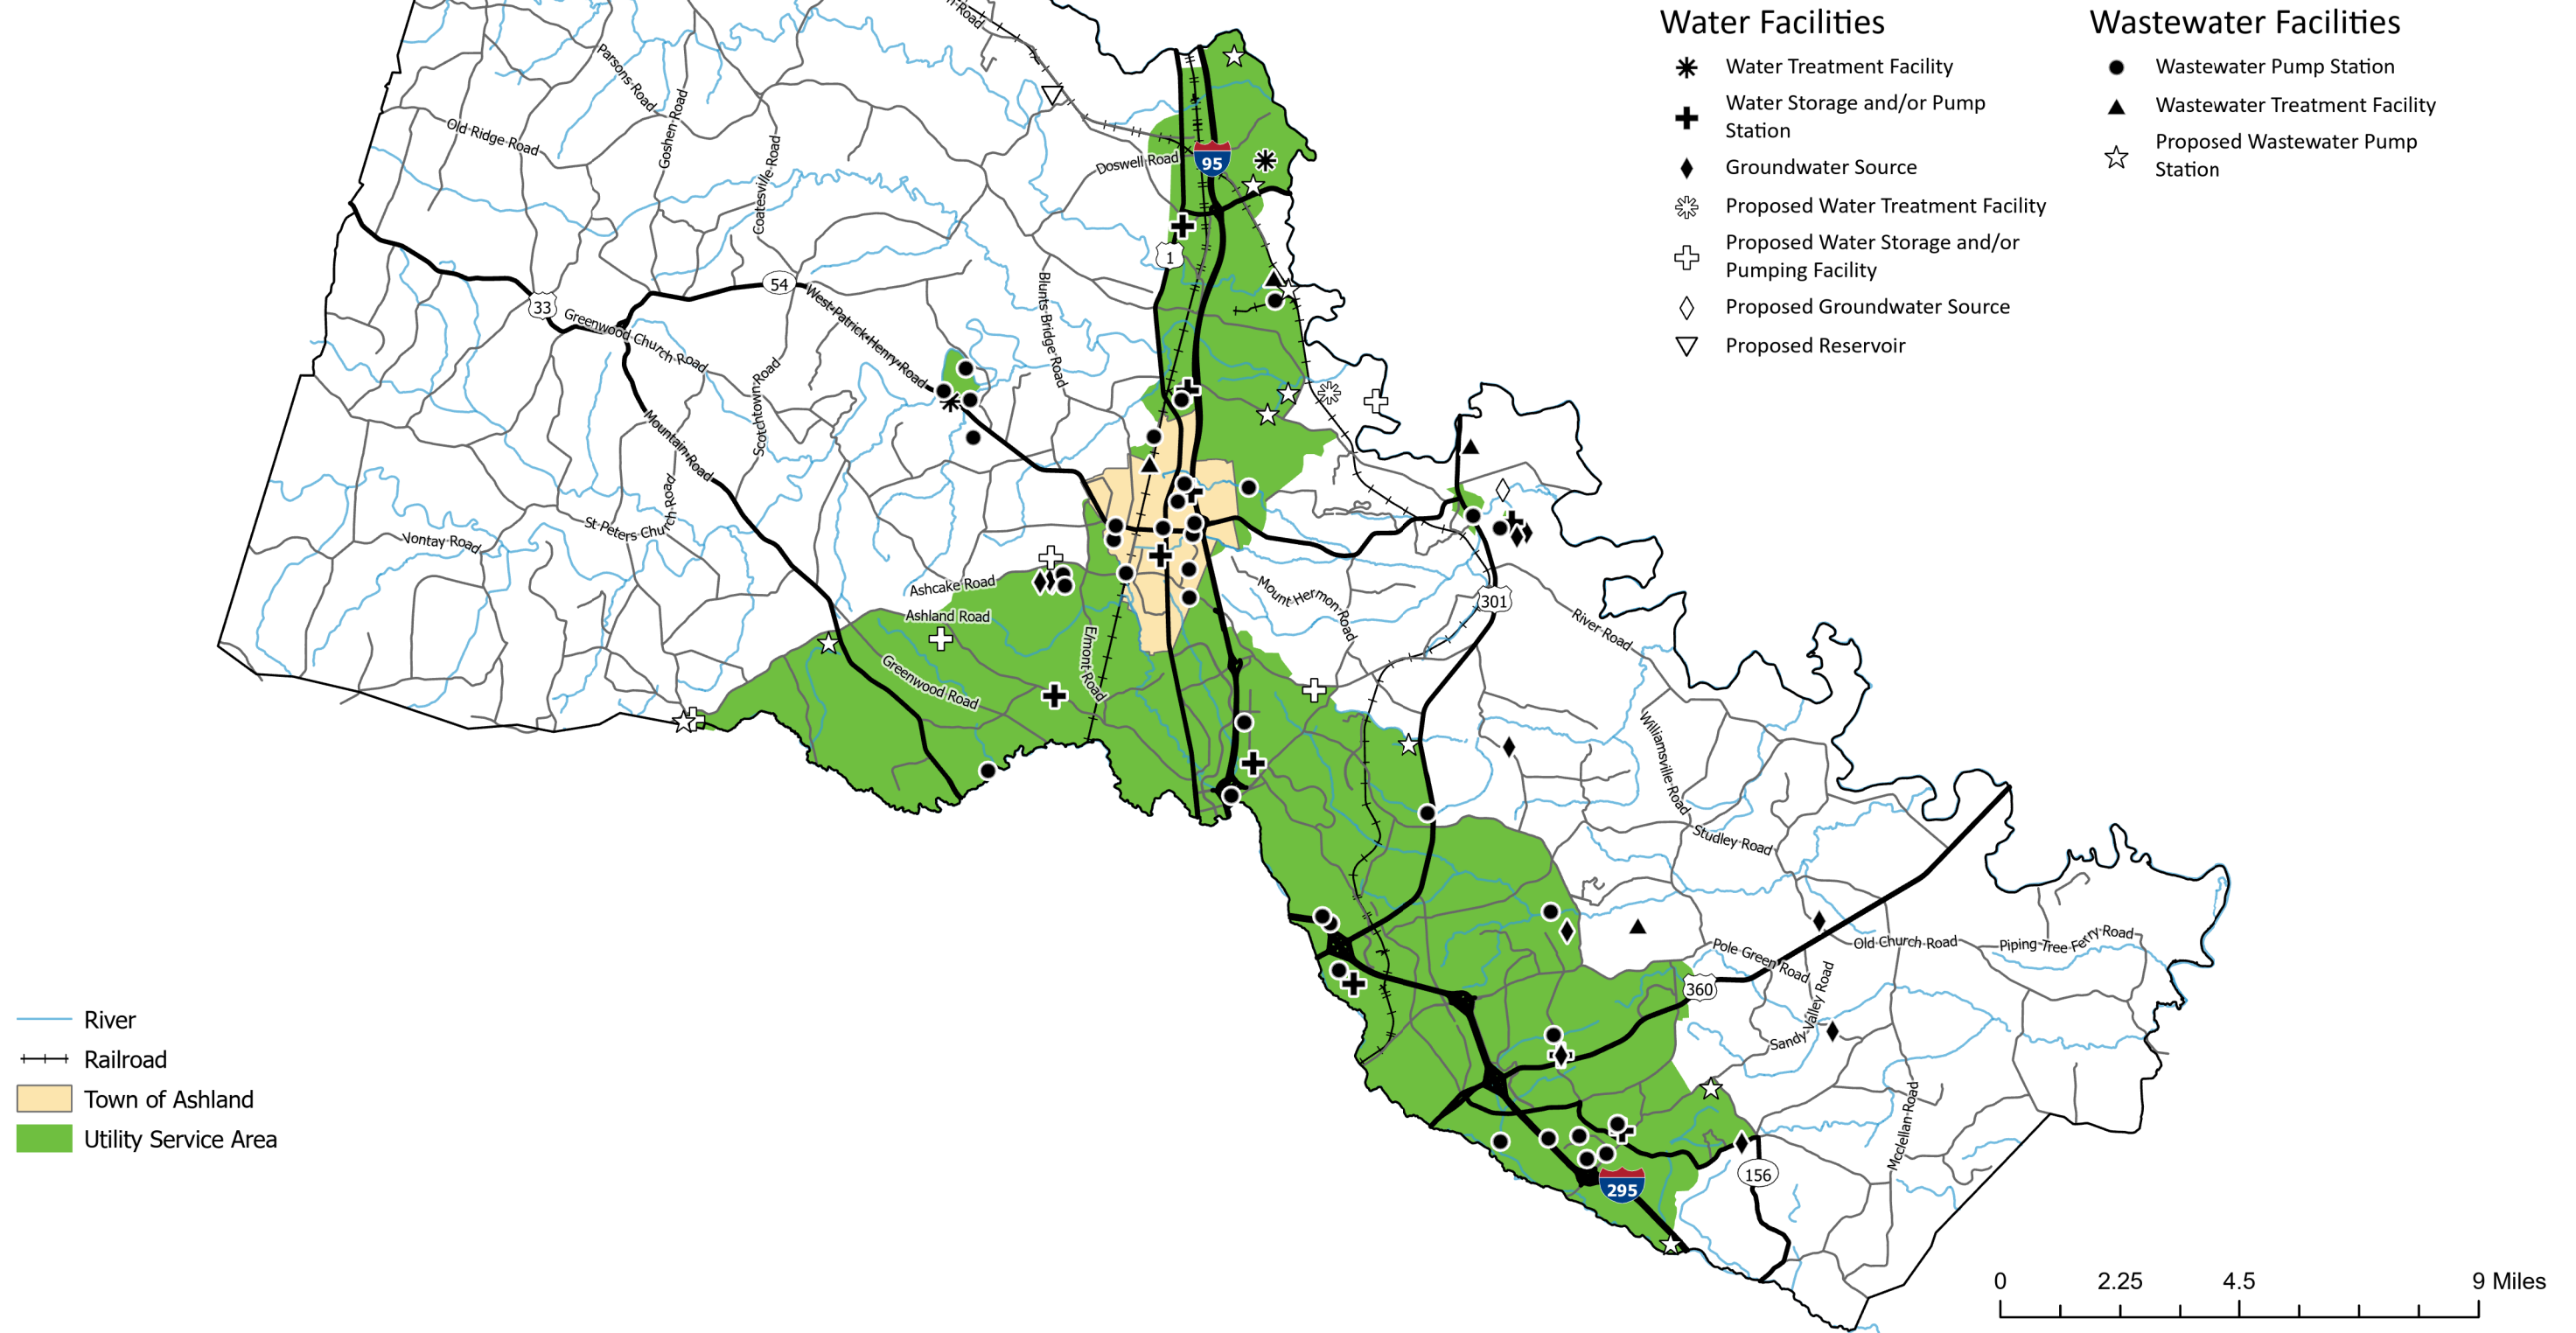 Water Facilities
Water Treatment Facility
Water Storage and/or Pump
Station
Groundwater Source
Proposed Water Treatment Facility
Proposed Water Storage and/or
Pumping Facility
Proposed Groundwater Source
Proposed Reservoir
Wastewater Facilities
Wastewater Pump Station
Wastewater Treatment Facility
Proposed Wastewater Pump
Station
Parsons Road
Old Ridge Road
Goshen Road
Coatesville Road
Doswell Road
95
1
54
33
Greenwood Church Road
West Patrick Henry Road
Blunts Bridge Road
Scotchtown Road
Mountain Road
St Peters Church Road
Vontay Road
Ashcake Road
Ashland Road
Elmont Road
Greenwood Road
Mount Hermon Road
301
River Road
Williamsville Road
Studley Road
Pole Green Road
Old Church Road
Piping Tree Ferry Road
360
Sandy Valley Road
Mcclellan Road
156
295
River
Railroad
Town of Ashland
Utility Service Area
0 2.25 4.5 9 Miles